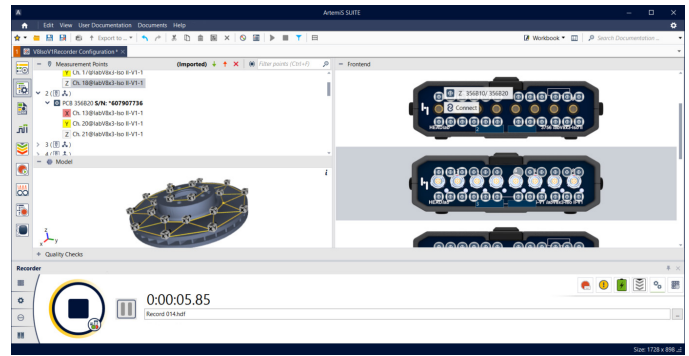 ArtemiS SUITE
Edit View User Documentation Documents Help
Export to...
Workbook
Search Documentation...
1
V8IsoV1Recorder Configuration*
Measurement Points
(Imported)
Filter points (Ctrl+F)
Frontend
Y Ch. 17@labV8x3-Iso II-V1-1
Z Ch. 18@labV8x3-Iso II-V1-1
2 (
PCB 356B20 S/N: *607907736
X Ch. 13@labV8x3-Iso II-V1-1
Y Ch. 20@labV8x3-Iso II-V1-1
Z Ch. 21@labV8x3-Iso II-V1-1
3 (
4 (
Z 356B10/ 356B20
Connect
HEADlab
HEADlab
Model
i
z
x
y
Quality Checks
Recorder
0:00:05.85
Record 014.hdf
...
Size: 1728 x 898